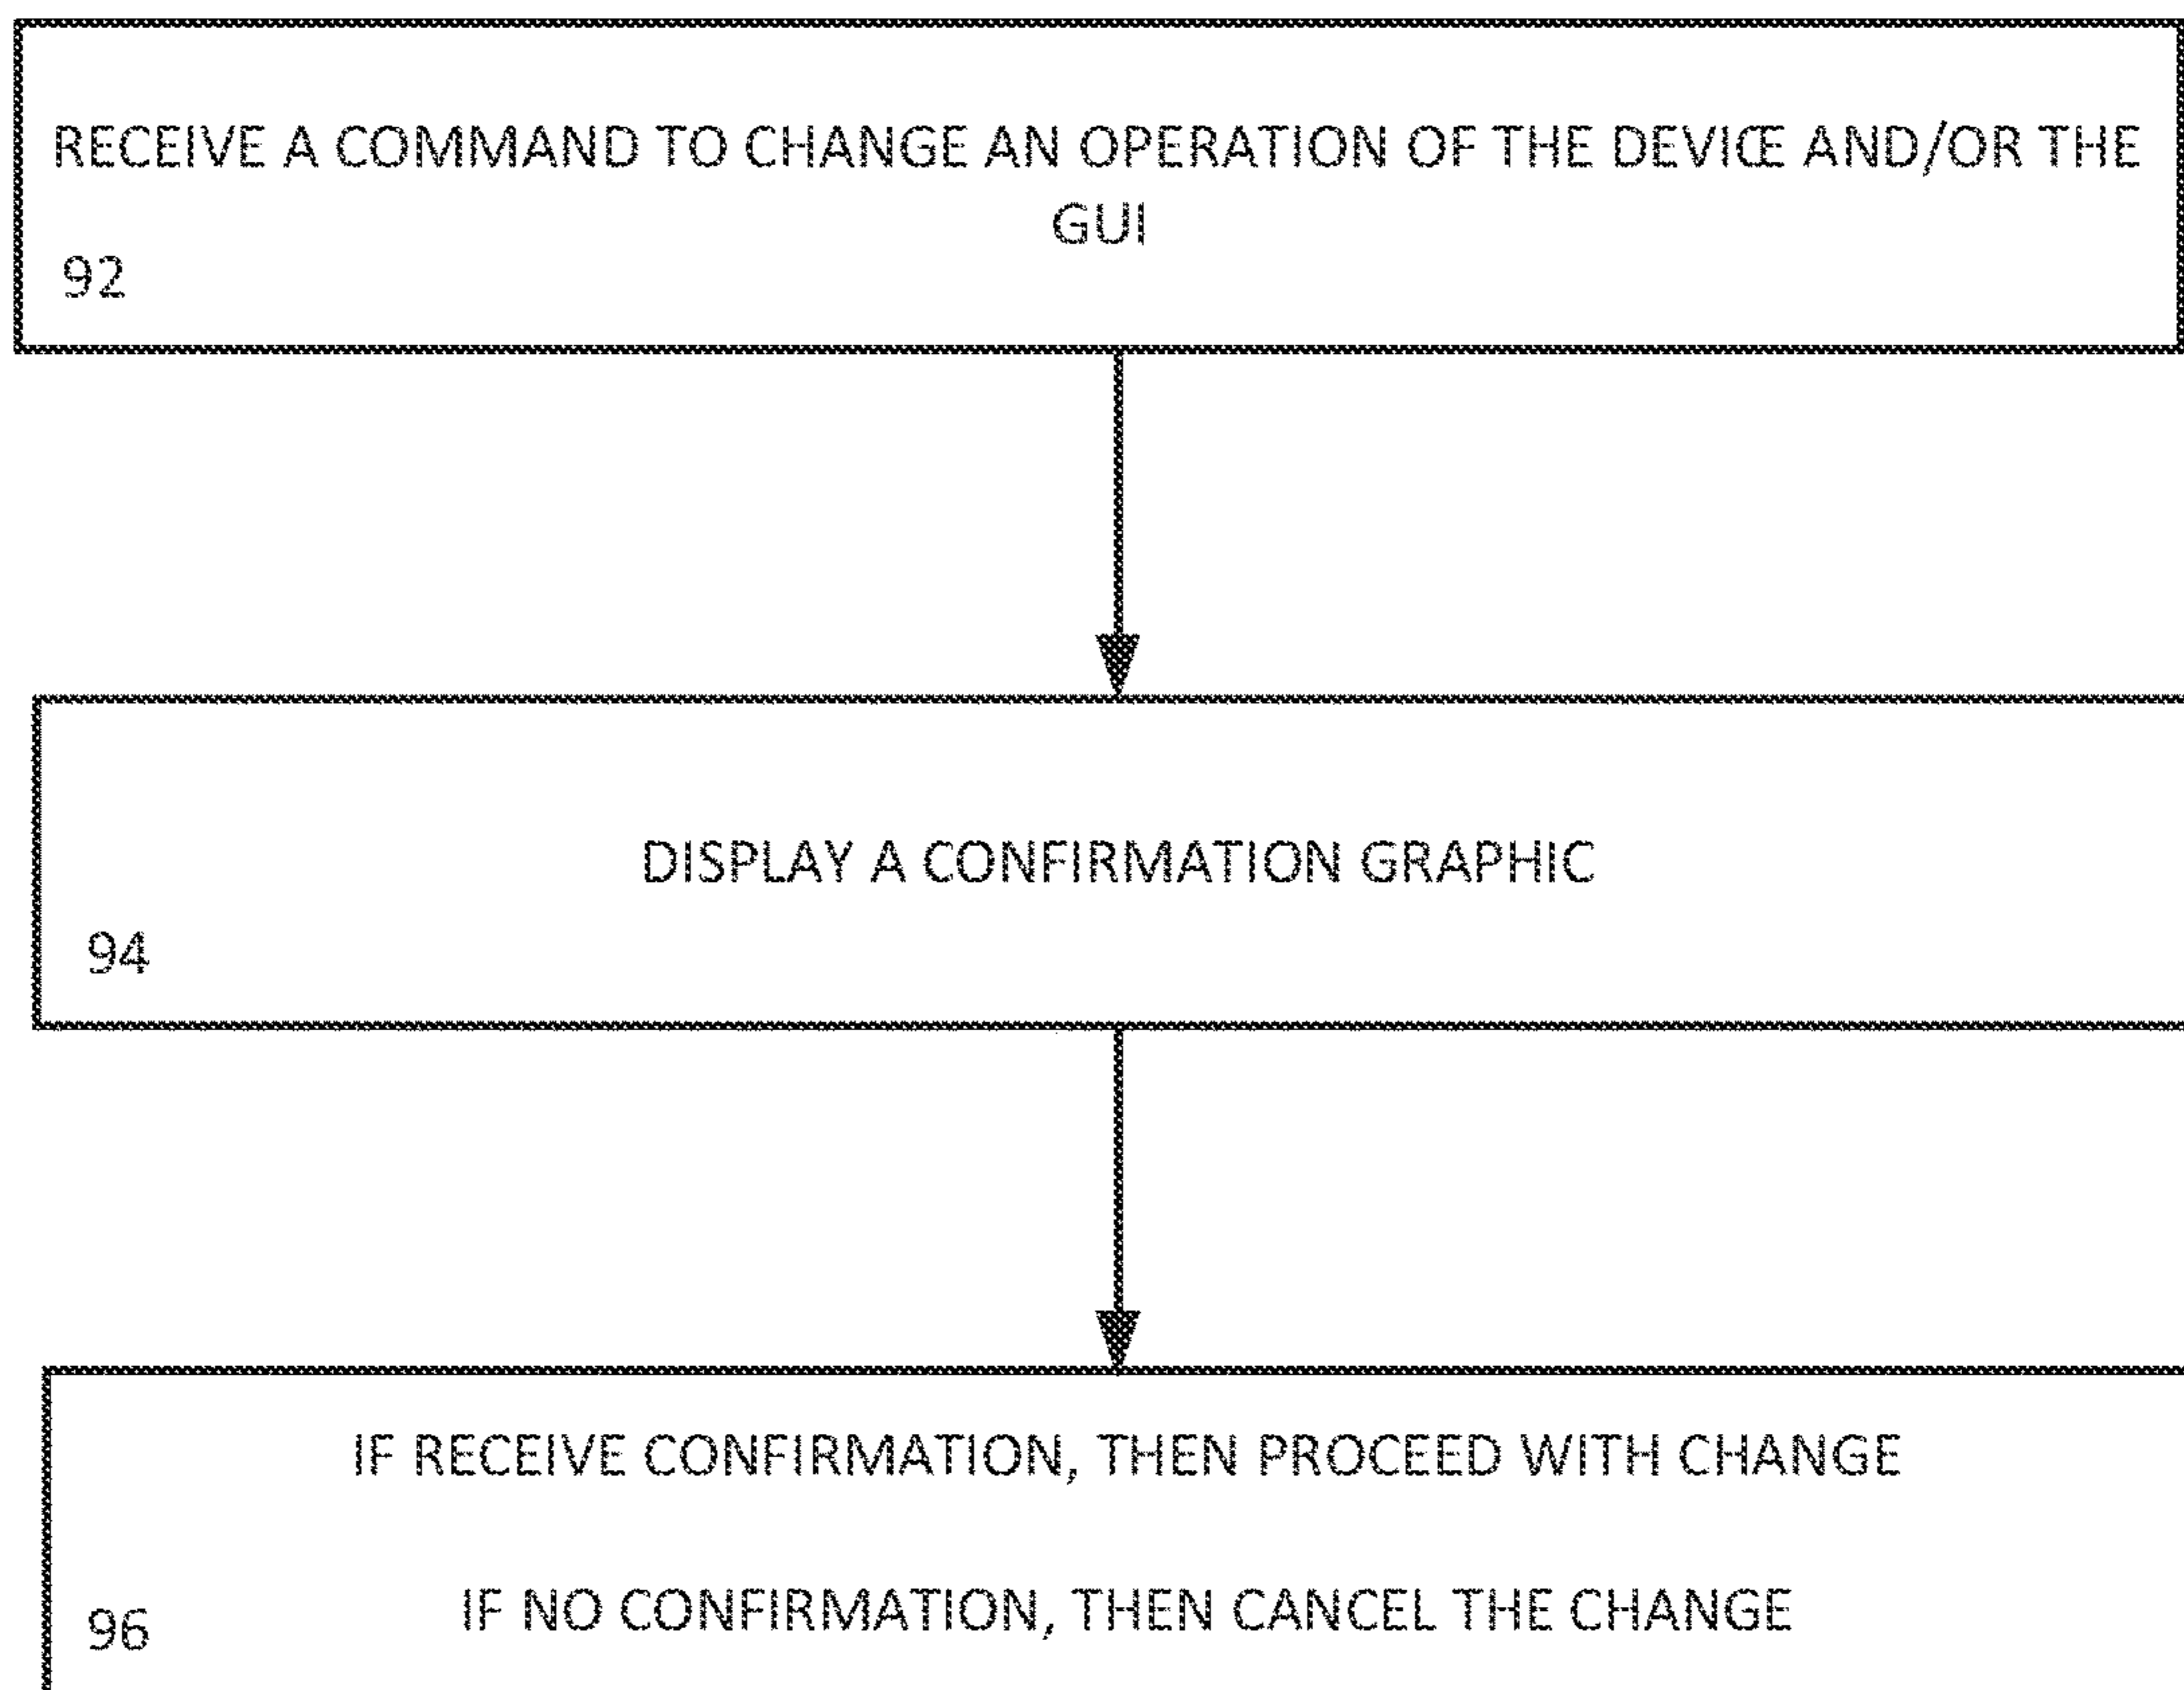 RECEIVE A COMMAND TO CHANGE AN OPERATION OF THE DEVICE AND/OR THE
GUI
92
DISPLAY A CONFIRMATION GRAPHIC
94
IF RECEIVE CONFIRMATION, THEN PROCEED WITH CHANGE
IF NO CONFIRMATION, THEN CANCEL THE CHANGE
96